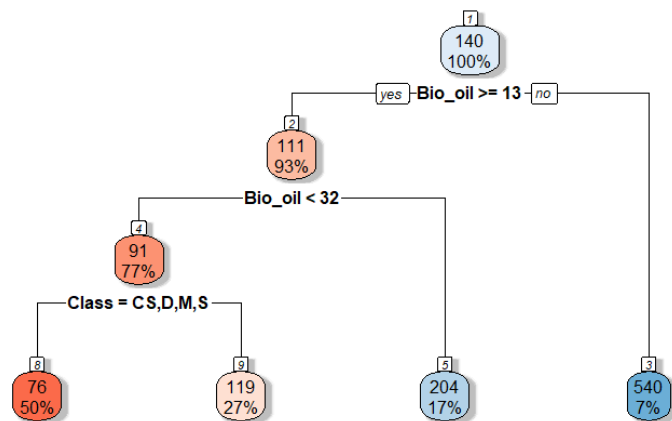 1
140
100%
yes Bio_oil >= 13 no
2
111
93%
Bio_oil < 32
4
91
77%
Class = CS,D,M,S
8 9 5 3
76 119 204 540
50% 27% 17% 7%